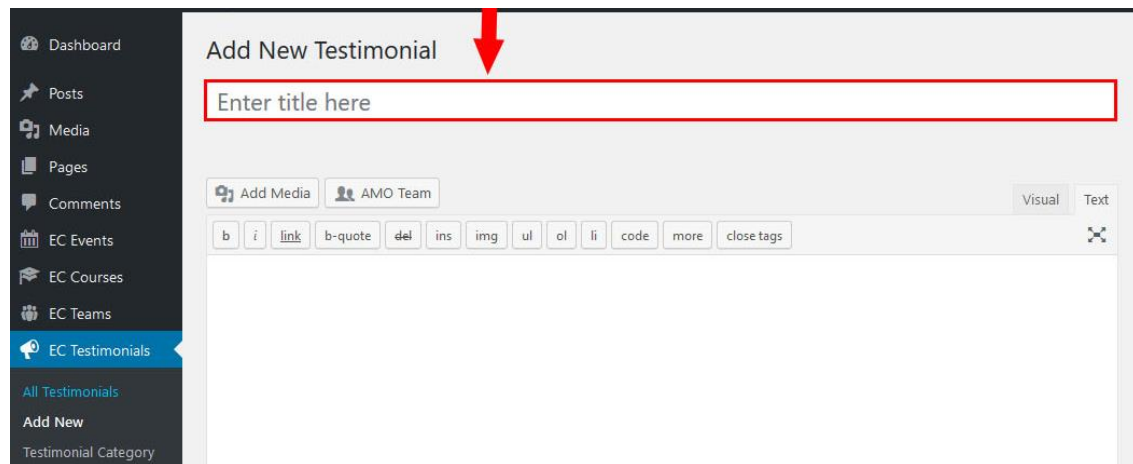 Dashboard
Posts
Media
Pages
Comments
EC Events
EC Courses
EC Teams
EC Testimonials
All Testimonials
Add New
Testimonial Category
Add New Testimonial
Enter title here
Add Media AMO Team
Visual Text
b i link b-quote del ins img ul ol li code more close tags